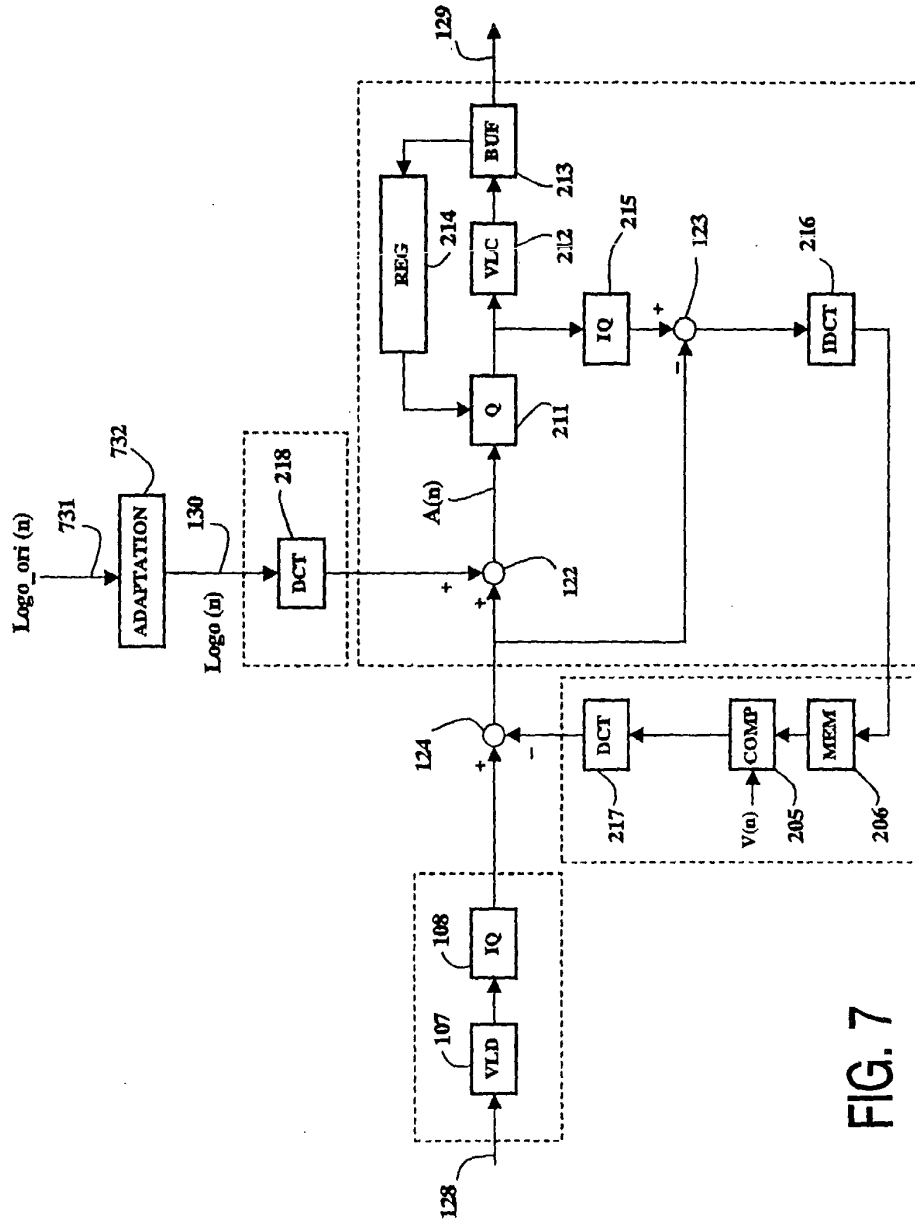 Logo_ori (n)
731
732
ADAPTATION
130
Logo (n)
218
DCT
129
REG
214
BUF
213
VLC
212
Q
211
A(n)
+
+
122
IQ
215
+
−
123
IDCT
216
124
+
−
DCT
217
COMP
205
V(n)
MEM
206
128
VLD
107
IQ
108
FIG. 7